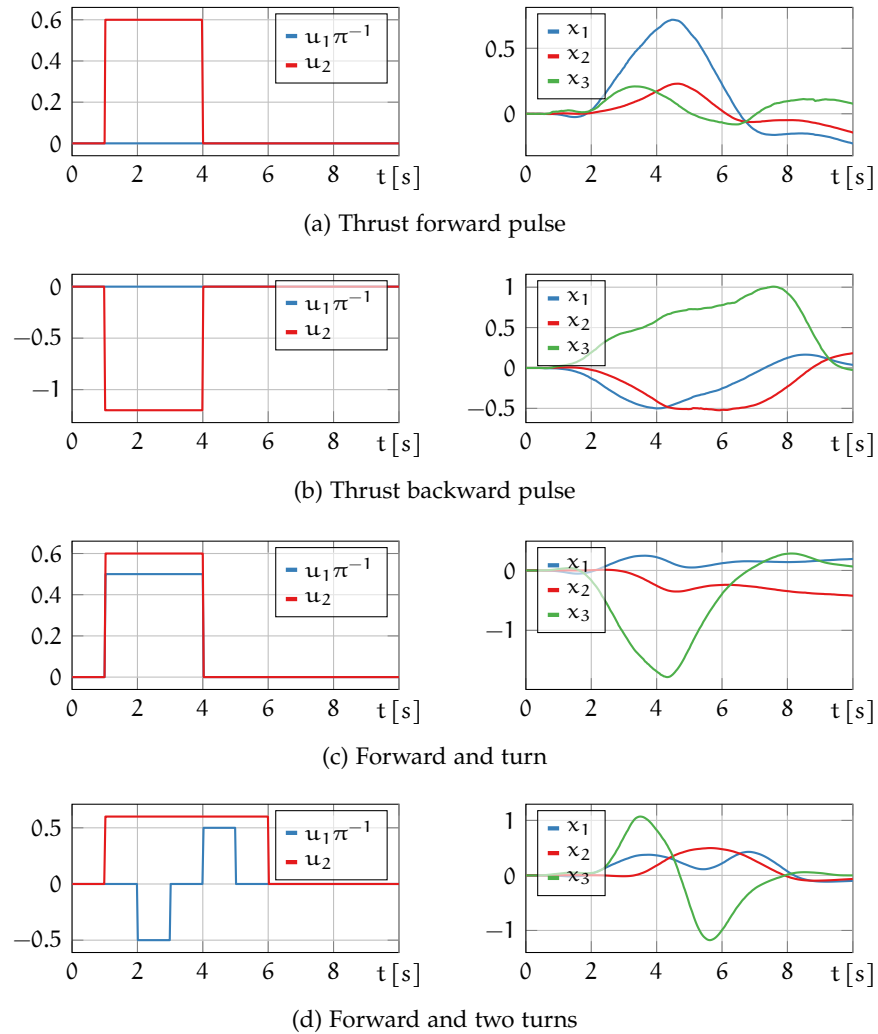 0.6
0.4
0.2
0
u₁π⁻¹
u₂
0 2 4 6 8 t [s]
0.5
0
x₁
x₂
x₃
0 2 4 6 8 t [s]
(a) Thrust forward pulse
0
−0.5
−1
u₁π⁻¹
u₂
0 2 4 6 8 t [s]
1
0.5
0
−0.5
x₁
x₂
x₃
0 2 4 6 8 t [s]
(b) Thrust backward pulse
0.6
0.4
0.2
0
u₁π⁻¹
u₂
0 2 4 6 8 t [s]
0
−1
x₁
x₂
x₃
0 2 4 6 8 t [s]
(c) Forward and turn
0.5
0
−0.5
u₁π⁻¹
u₂
0 2 4 6 8 t [s]
1
0
−1
x₁
x₂
x₃
0 2 4 6 8 t [s]
(d) Forward and two turns